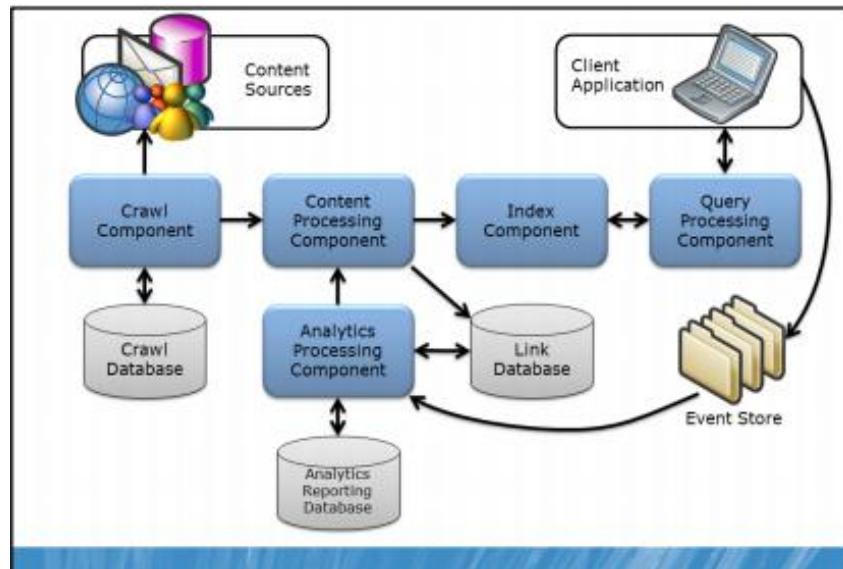 Content
Sources
Client
Application
Crawl
Component
Content
Processing
Component
Index
Component
Query
Processing
Component
Crawl
Database
Analytics
Processing
Component
Link
Database
Event Store
Analytics
Reporting
Database